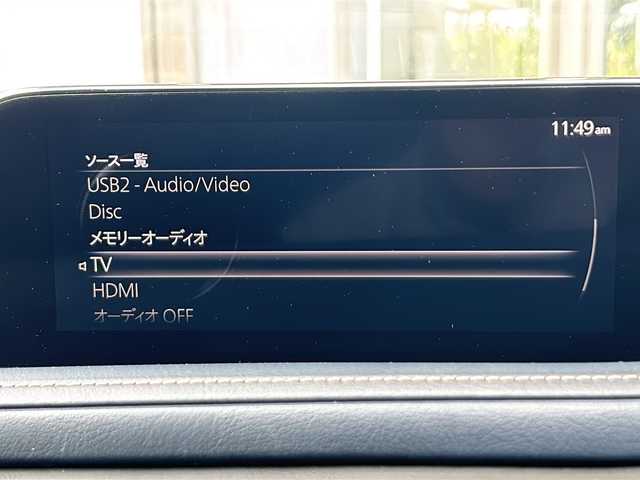 11:49am
ソース一覧
USB2 - Audio/Video
Disc
メモリーオーディオ
TV
HDMI
オーディオ OFF